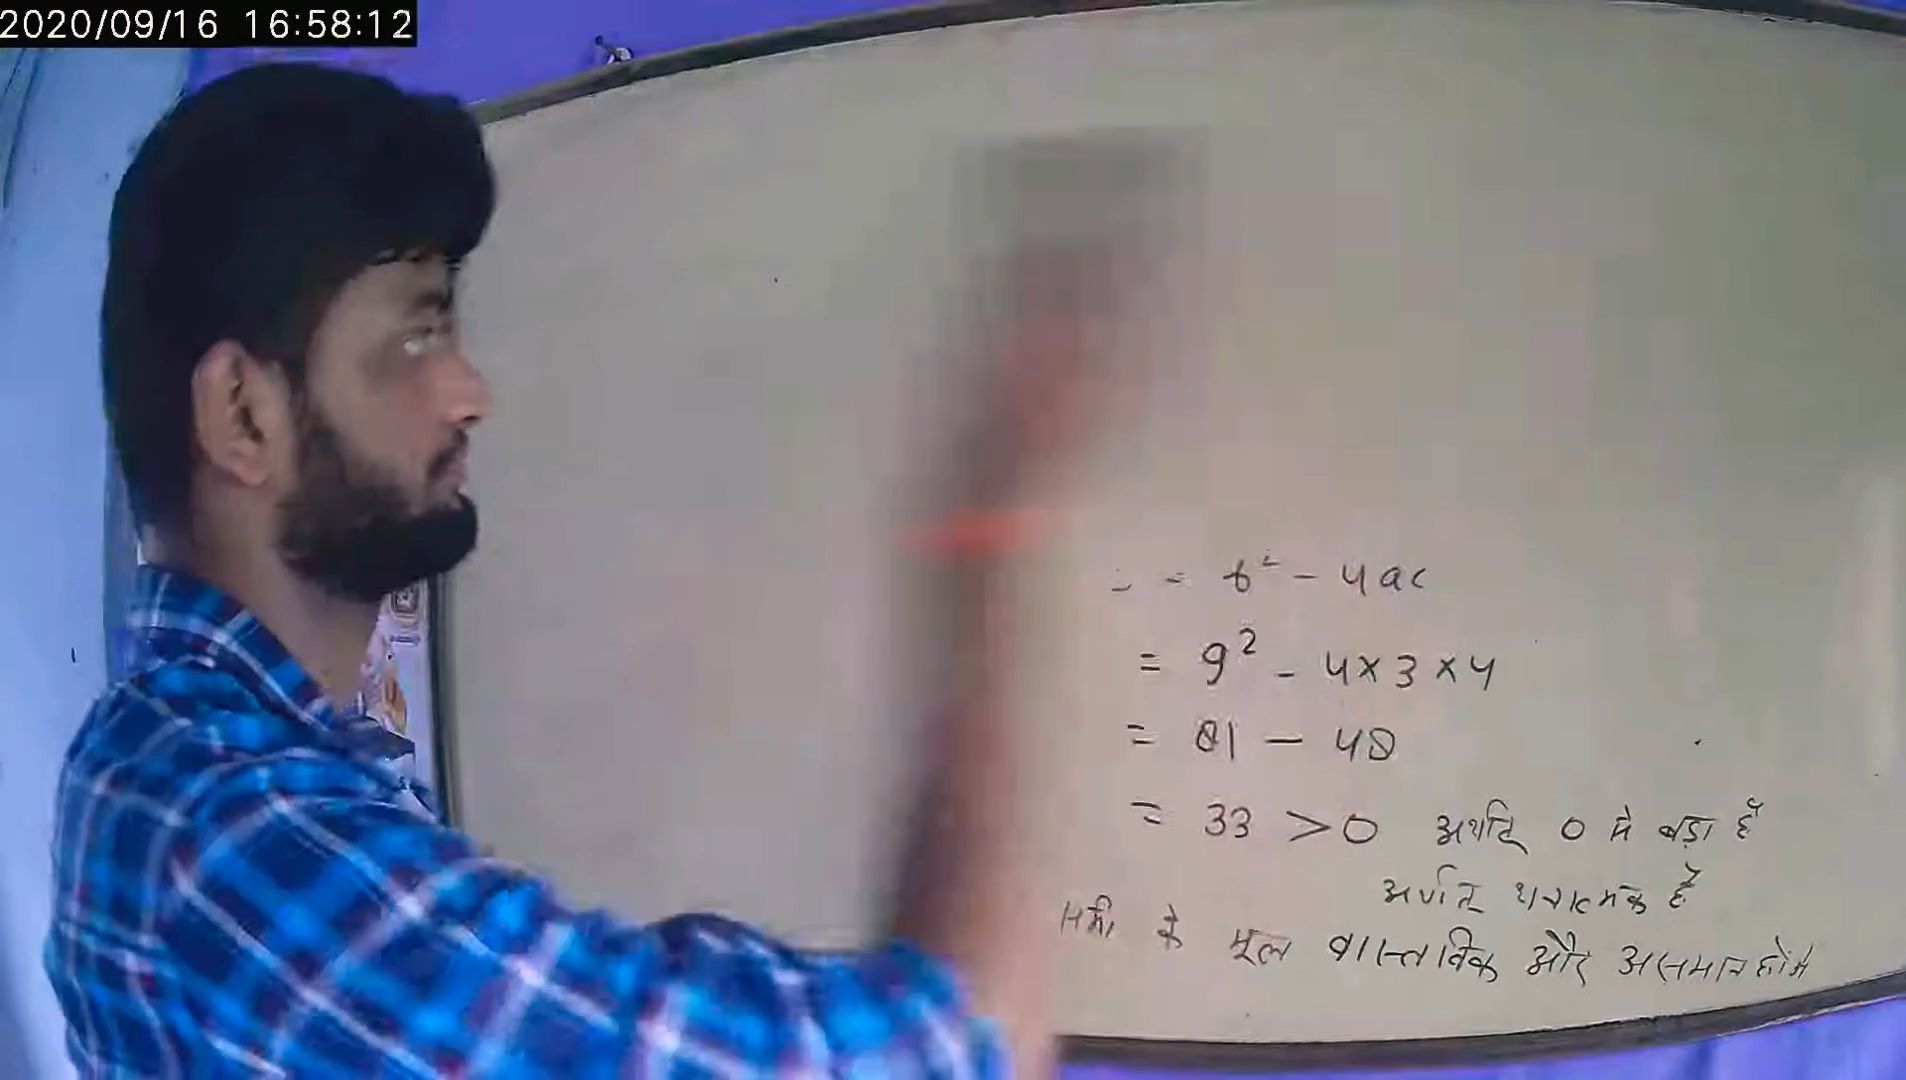 2020/09/16 16:58:12
= b² - 4ac
= 9² - 4×3×4
= 81 - 48
= 33 > 0 अर्थात् 0 से बड़ा है
अर्थात् धनात्मक है
समी० के मूल वास्तविक और असमान होंगे